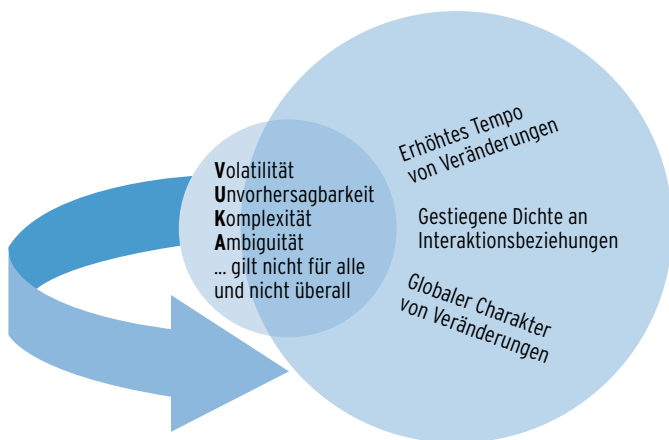 Volatilität
Unvorhersagbarkeit
Komplexität
Ambiguität
... gilt nicht für alle
und nicht überall
Erhöhtes Tempo
von Veränderungen
Gestiegene Dichte an
Interaktionsbeziehungen
Globaler Charakter
von Veränderungen